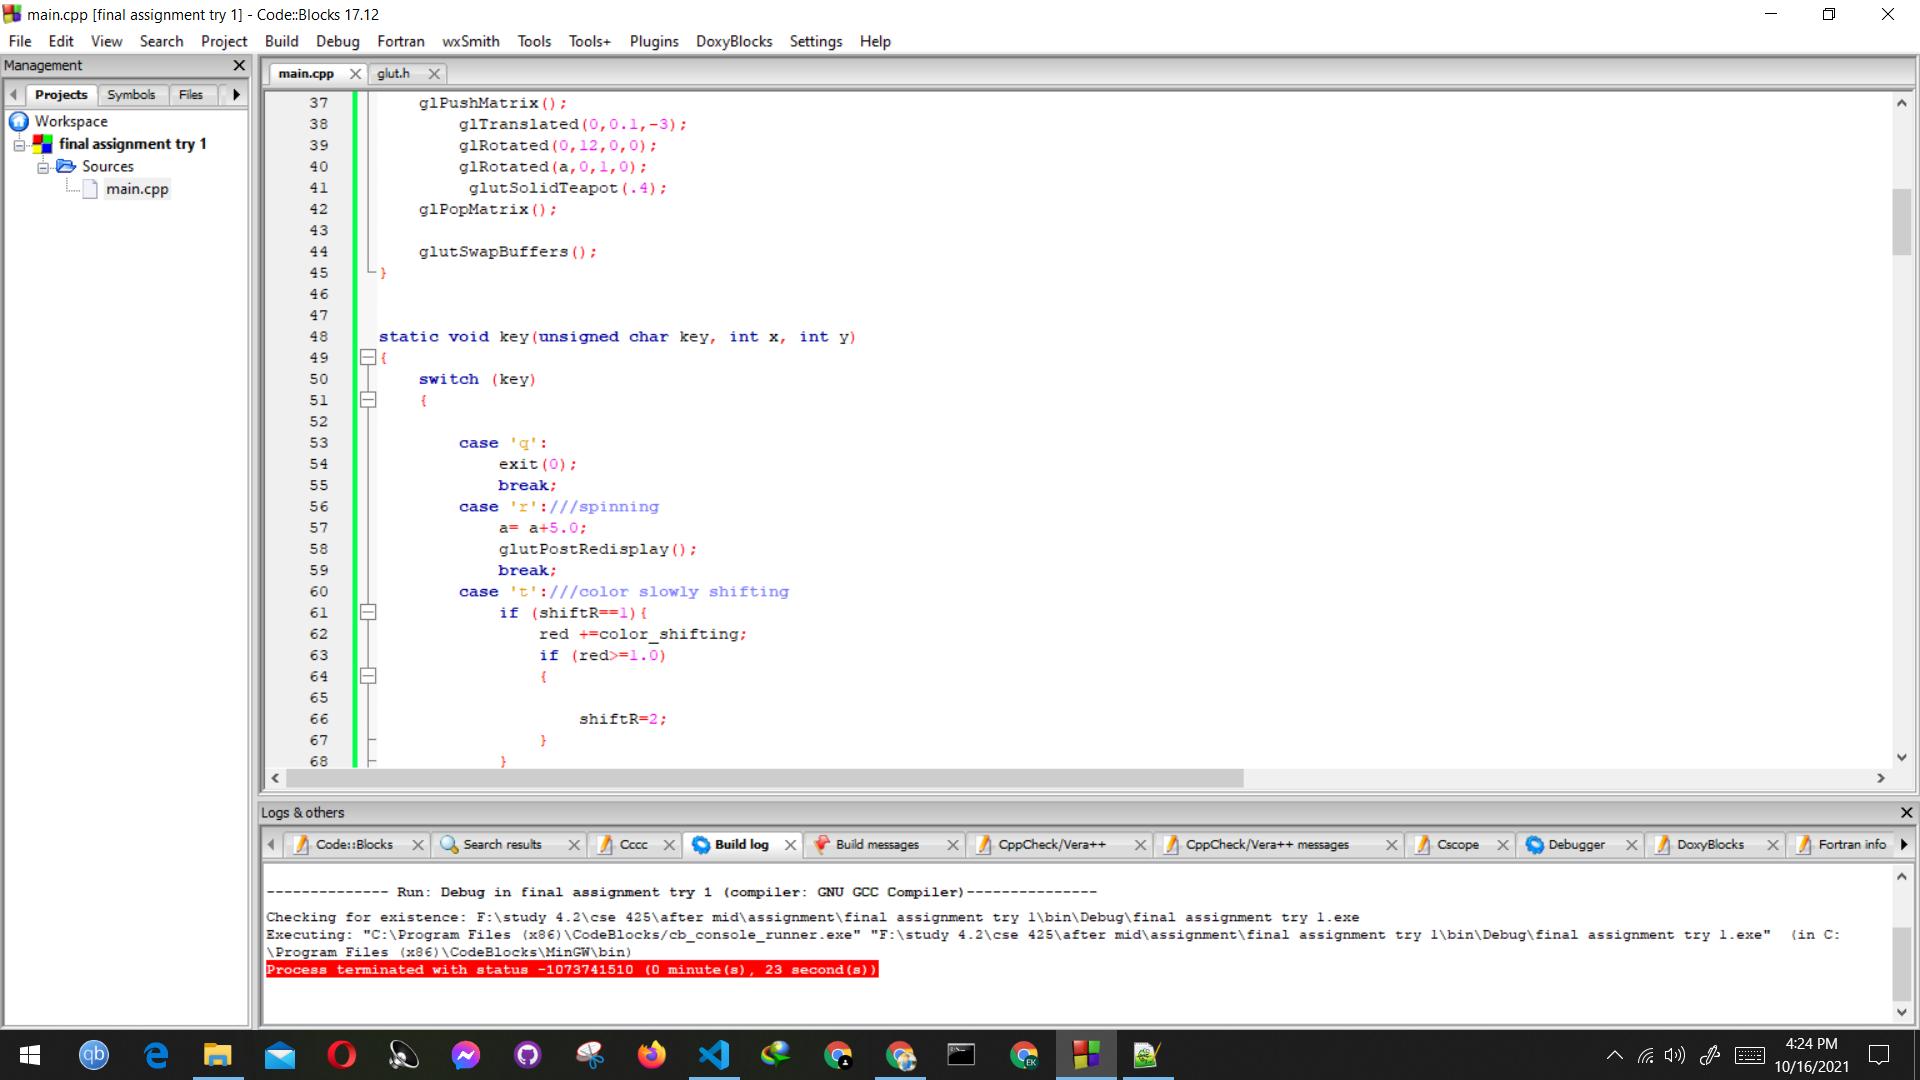 main.cpp [final assignment try 1] - Code::Blocks 17.12
File Edit View Search Project Build Debug Fortran wxSmith Tools Tools+ Plugins DoxyBlocks Settings Help
Management
Projects Symbols Files
Workspace
final assignment try 1
Sources
main.cpp
main.cpp glut.h
37 glPushMatrix();
38 glTranslated(0,0.1,-3);
39 glRotated(0,12,0,0);
40 glRotated(a,0,1,0);
41 glutSolidTeapot(.4);
42 glPopMatrix();
43
44 glutSwapBuffers();
45 }
46
47
48 static void key(unsigned char key, int x, int y)
49 {
50 switch (key)
51 {
52
53 case 'q':
54 exit(0);
55 break;
56 case 'r':///spinning
57 a= a+5.0;
58 glutPostRedisplay();
59 break;
60 case 't':///color slowly shifting
61 if (shiftR==1){
62 red +=color_shifting;
63 if (red>=1.0)
64 {
65
66 shiftR=2;
67 }
68 }
Logs & others
Code::Blocks Search results Cccc Build log Build messages CppCheck/Vera++ CppCheck/Vera++ messages Cscope Debugger DoxyBlocks Fortran info
-------------- Run: Debug in final assignment try 1 (compiler: GNU GCC Compiler)---------------
Checking for existence: F:\study 4.2\cse 425\after mid\assignment\final assignment try 1\bin\Debug\final assignment try 1.exe
Executing: "C:\Program Files (x86)\CodeBlocks/cb_console_runner.exe" "F:\study 4.2\cse 425\after mid\assignment\final assignment try 1\bin\Debug\final assignment try 1.exe"  (in C:
\Program Files (x86)\CodeBlocks\MinGW\bin)
Process terminated with status -1073741510 (0 minute(s), 23 second(s))
qb
EK
4:24 PM
10/16/2021